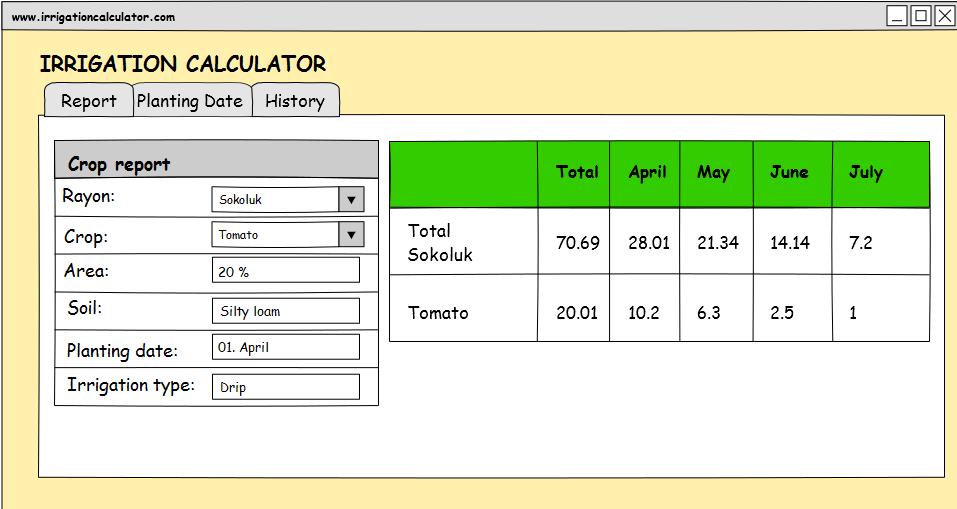 www.irrigationcalculator.com
IRRIGATION CALCULATOR
Report Planting Date History
Crop report
Rayon: Sokoluk
Crop: Tomato
Area: 20 %
Soil: Silty loam
Planting date: 01. April
Irrigation type: Drip
Total April May June July
Total
Sokoluk
70.69 28.01 21.34 14.14 7.2
Tomato 20.01 10.2 6.3 2.5 1